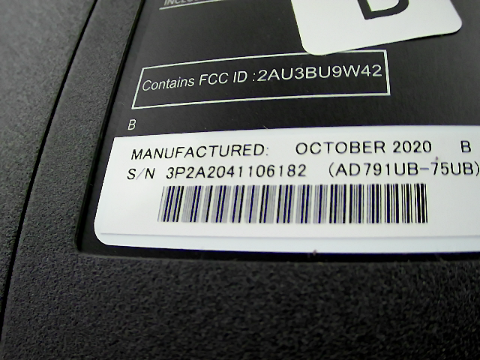 Contains FCC ID :2AU3BU9W42
B
MANUFACTURED: OCTOBER 2020 B
S/N 3P2A2041106182 (AD791UB-75UB)